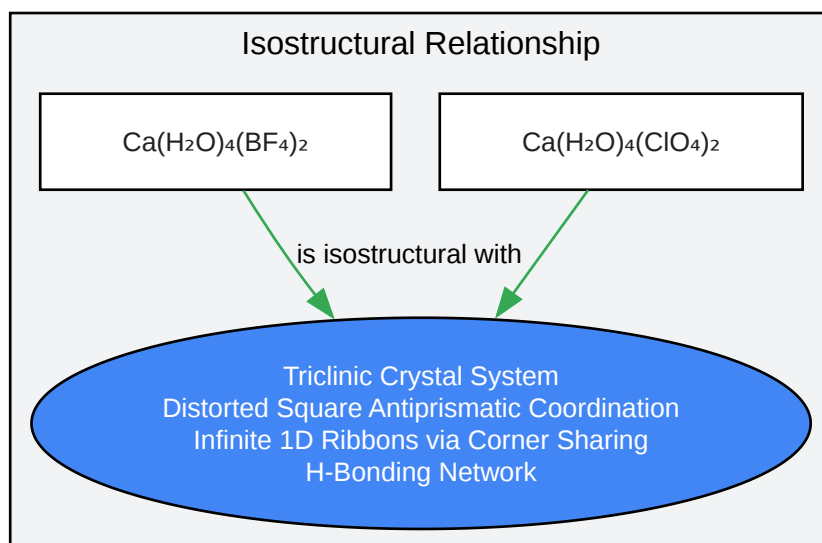 Isostructural Relationship
Ca(H₂O)₄(BF₄)₂
Ca(H₂O)₄(ClO₄)₂
is isostructural with
Triclinic Crystal System
Distorted Square Antiprismatic Coordination
Infinite 1D Ribbons via Corner Sharing
H-Bonding Network